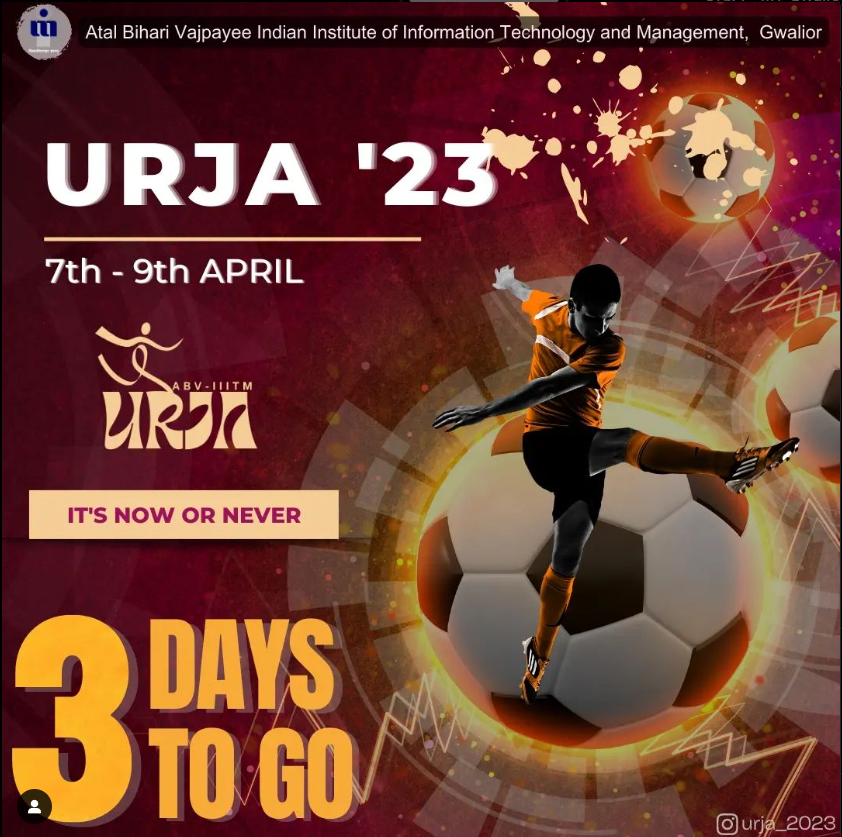 Atal Bihari Vajpayee Indian Institute of Information Technology and Management, Gwalior
URJA '23
7th - 9th APRIL
ABV-IIITM
URJA
IT'S NOW OR NEVER
3 DAYS
TO GO
urja_2023